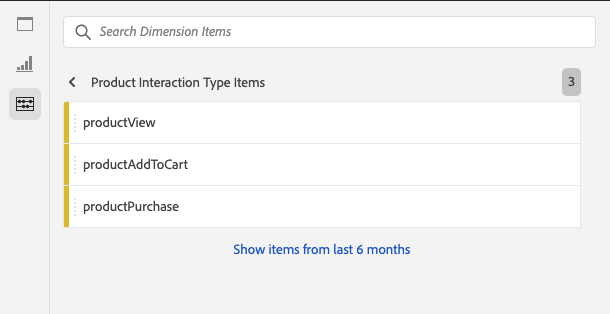 Search Dimension Items
Product Interaction Type Items
3
productView
productAddToCart
productPurchase
Show items from last 6 months